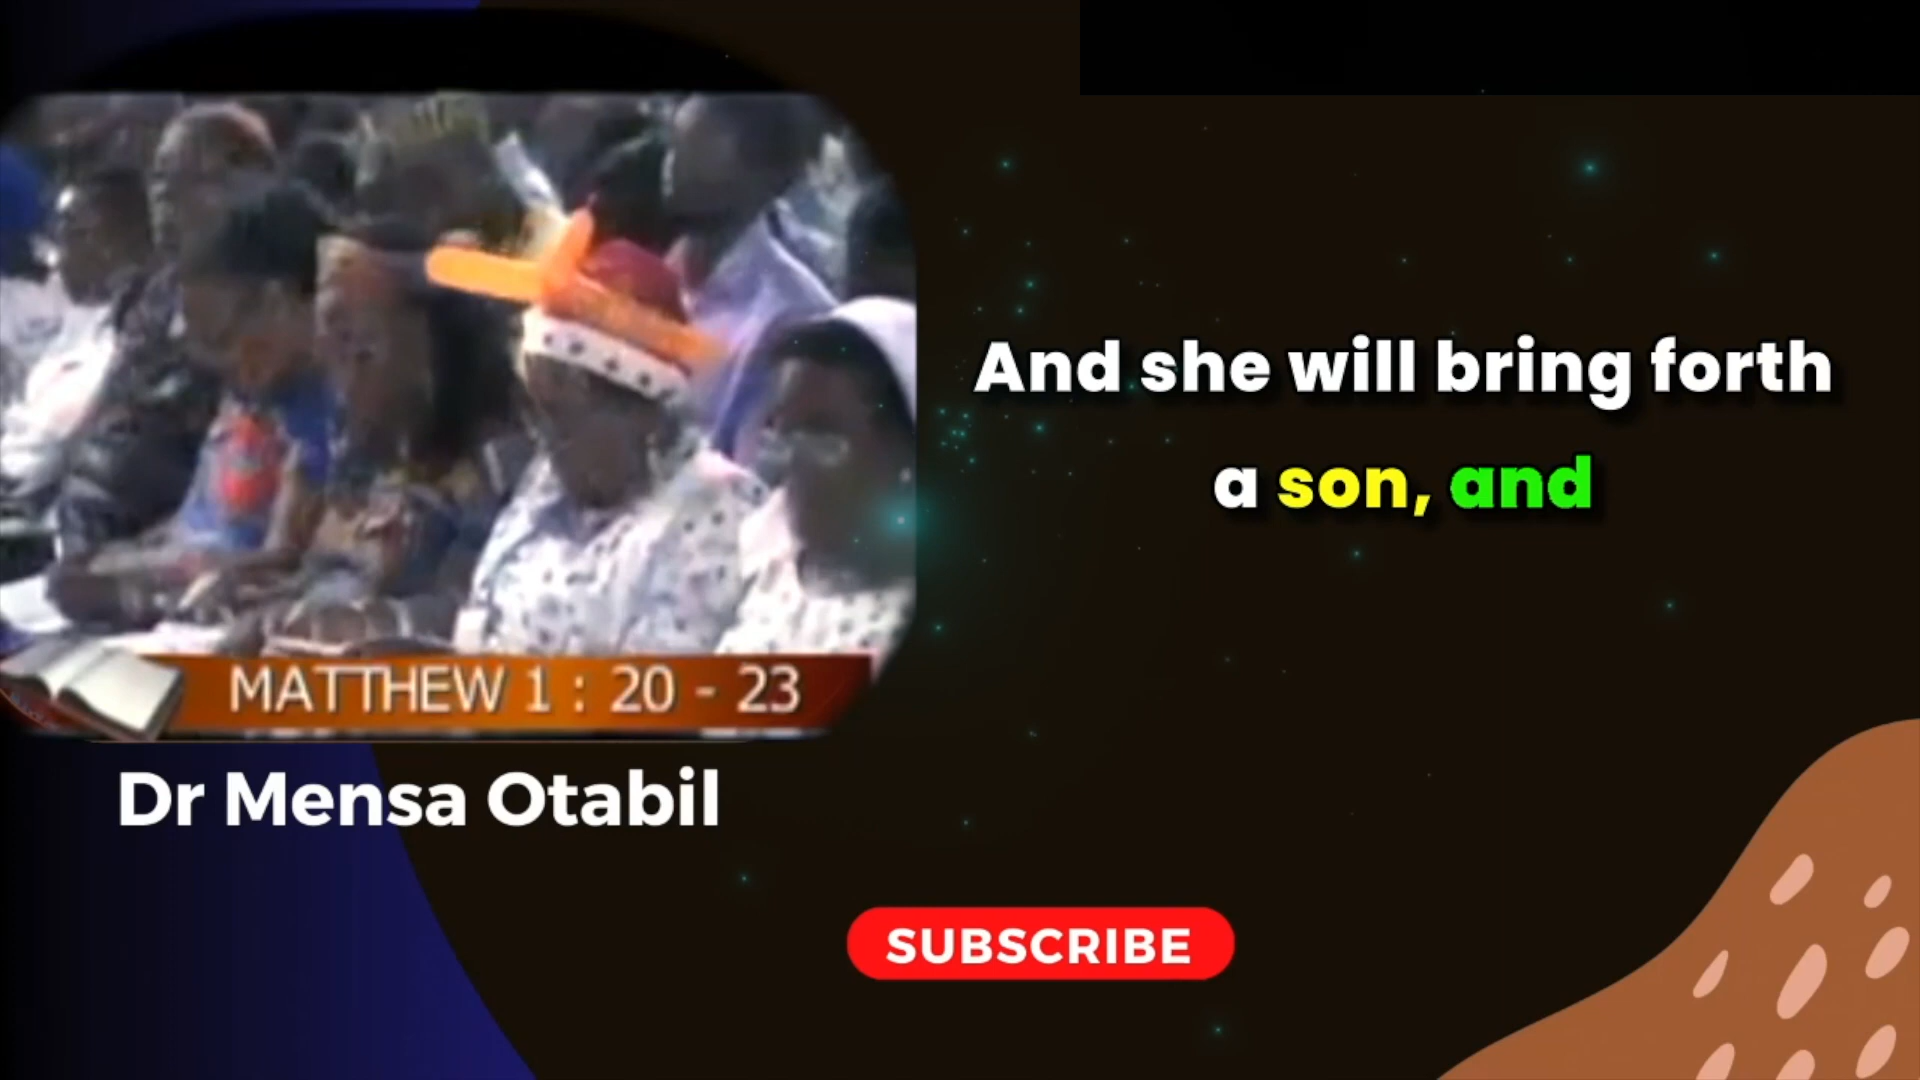 And she will bring forth
a son, and
MATTHEW 1 : 20 - 23
Dr Mensa Otabil
SUBSCRIBE